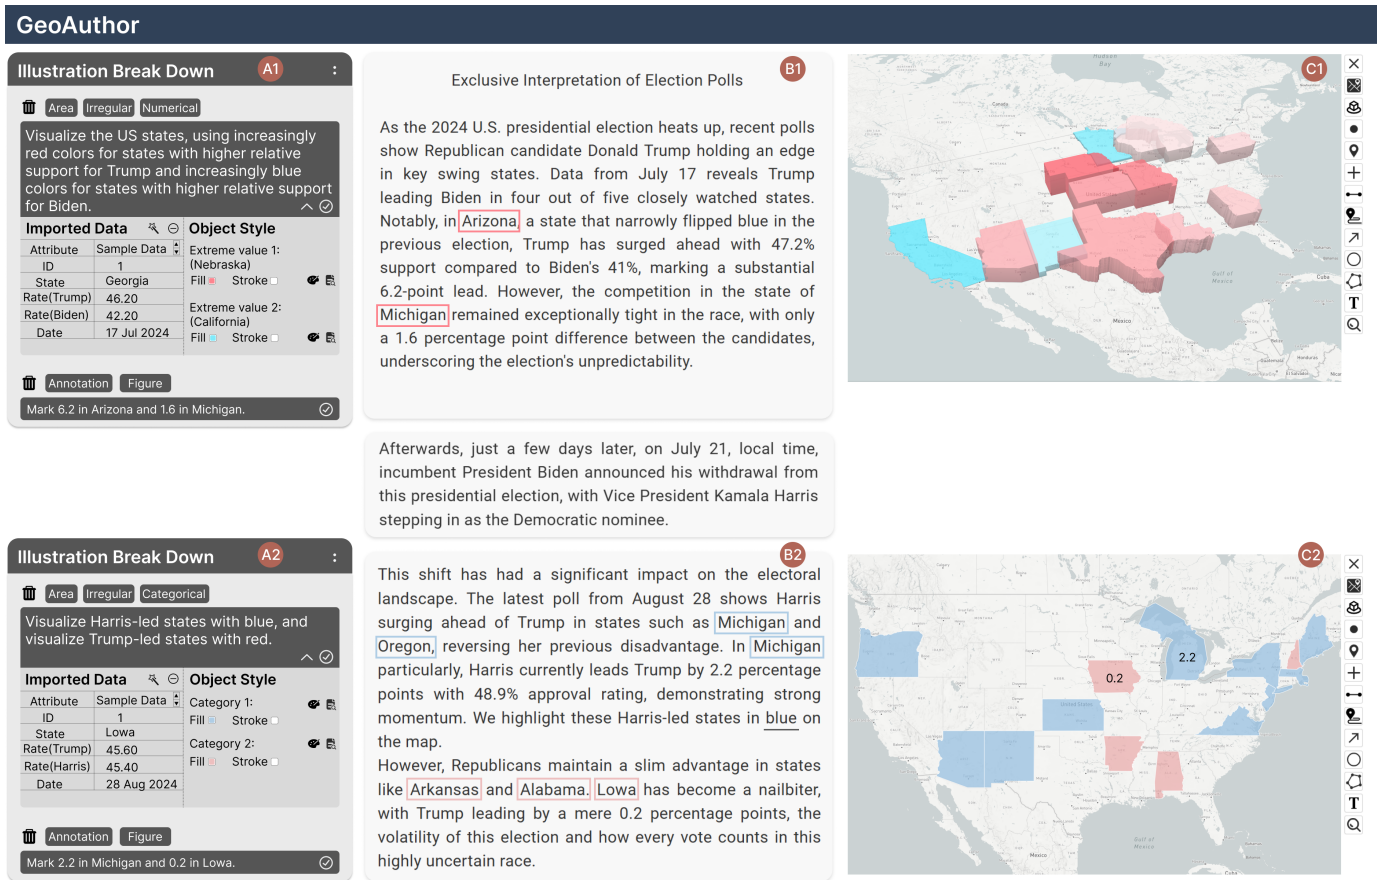 GeoAuthor
Illustration Break Down
A1
Area Irregular Numerical
Visualize the US states, using increasingly
red colors for states with higher relative
support for Trump and increasingly blue
colors for states with higher relative support
for Biden.
Imported Data
Object Style
Attribute Sample Data
ID 1
State Georgia
Rate(Trump) 46.20
Rate(Biden) 42.20
Date 17 Jul 2024
Extreme value 1:
(Nebraska)
Fill Stroke
Extreme value 2:
(California)
Fill Stroke
Annotation Figure
Mark 6.2 in Arizona and 1.6 in Michigan.
B1
Exclusive Interpretation of Election Polls
As the 2024 U.S. presidential election heats up, recent polls
show Republican candidate Donald Trump holding an edge
in key swing states. Data from July 17 reveals Trump
leading Biden in four out of five closely watched states.
Notably, in Arizona, a state that narrowly flipped blue in the
previous election, Trump has surged ahead with 47.2%
support compared to Biden's 41%, marking a substantial
6.2-point lead. However, the competition in the state of
Michigan remained exceptionally tight in the race, with only
a 1.6 percentage point difference between the candidates,
underscoring the election's unpredictability.
C1
Hudson
Bay
Canada
Gulf of
Mexico
Cuba
Mexico
Guatemala
Honduras
El Salvador
Nicar
T
Afterwards, just a few days later, on July 21, local time,
incumbent President Biden announced his withdrawal from
this presidential election, with Vice President Kamala Harris
stepping in as the Democratic nominee.
Illustration Break Down
A2
Area Irregular Categorical
Visualize Harris-led states with blue, and
visualize Trump-led states with red.
Imported Data
Object Style
Attribute Sample Data
ID 1
State Lowa
Rate(Trump) 45.60
Rate(Harris) 45.40
Date 28 Aug 2024
Category 1:
Fill Stroke
Category 2:
Fill Stroke
Annotation Figure
Mark 2.2 in Michigan and 0.2 in Lowa.
B2
This shift has had a significant impact on the electoral
landscape. The latest poll from August 28 shows Harris
surging ahead of Trump in states such as Michigan and
Oregon, reversing her previous disadvantage. In Michigan
particularly, Harris currently leads Trump by 2.2 percentage
points with 48.9% approval rating, demonstrating strong
momentum. We highlight these Harris-led states in blue on
the map.
However, Republicans maintain a slim advantage in states
like Arkansas and Alabama. Lowa has become a nailbiter,
with Trump leading by a mere 0.2 percentage points, the
volatility of this election and how every vote counts in this
highly uncertain race.
C2
2.2
0.2
United States
Gulf of
Mexico
Mexico
Cuba
T